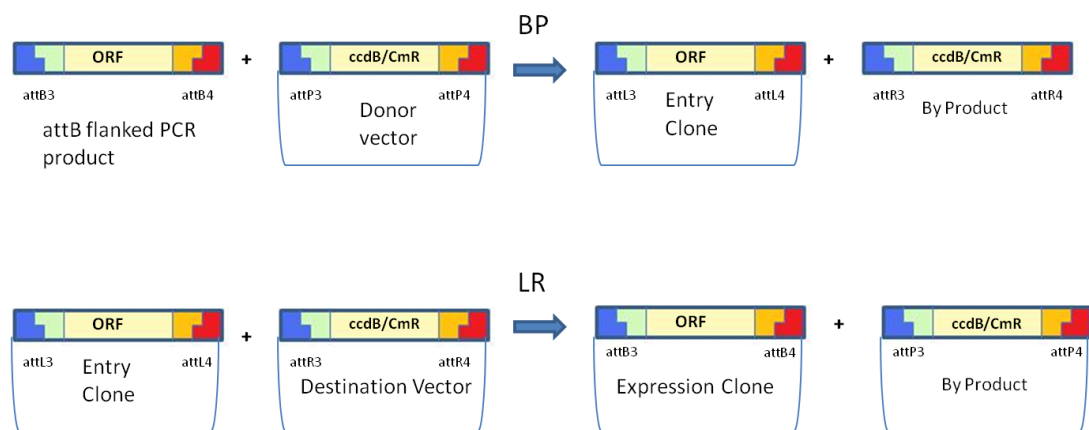 BP
ORF
+
ccdB/CmR
ORF
+
ccdB/CmR
attB3
attB4
attP3
attP4
attL3
attL4
attR3
attR4
attB flanked PCR
product
Donor
vector
Entry
Clone
By Product
LR
ORF
+
ccdB/CmR
ORF
+
ccdB/CmR
attL3
attL4
attR3
attR4
attB3
attB4
attP3
attP4
Entry
Clone
Destination Vector
Expression Clone
By Product